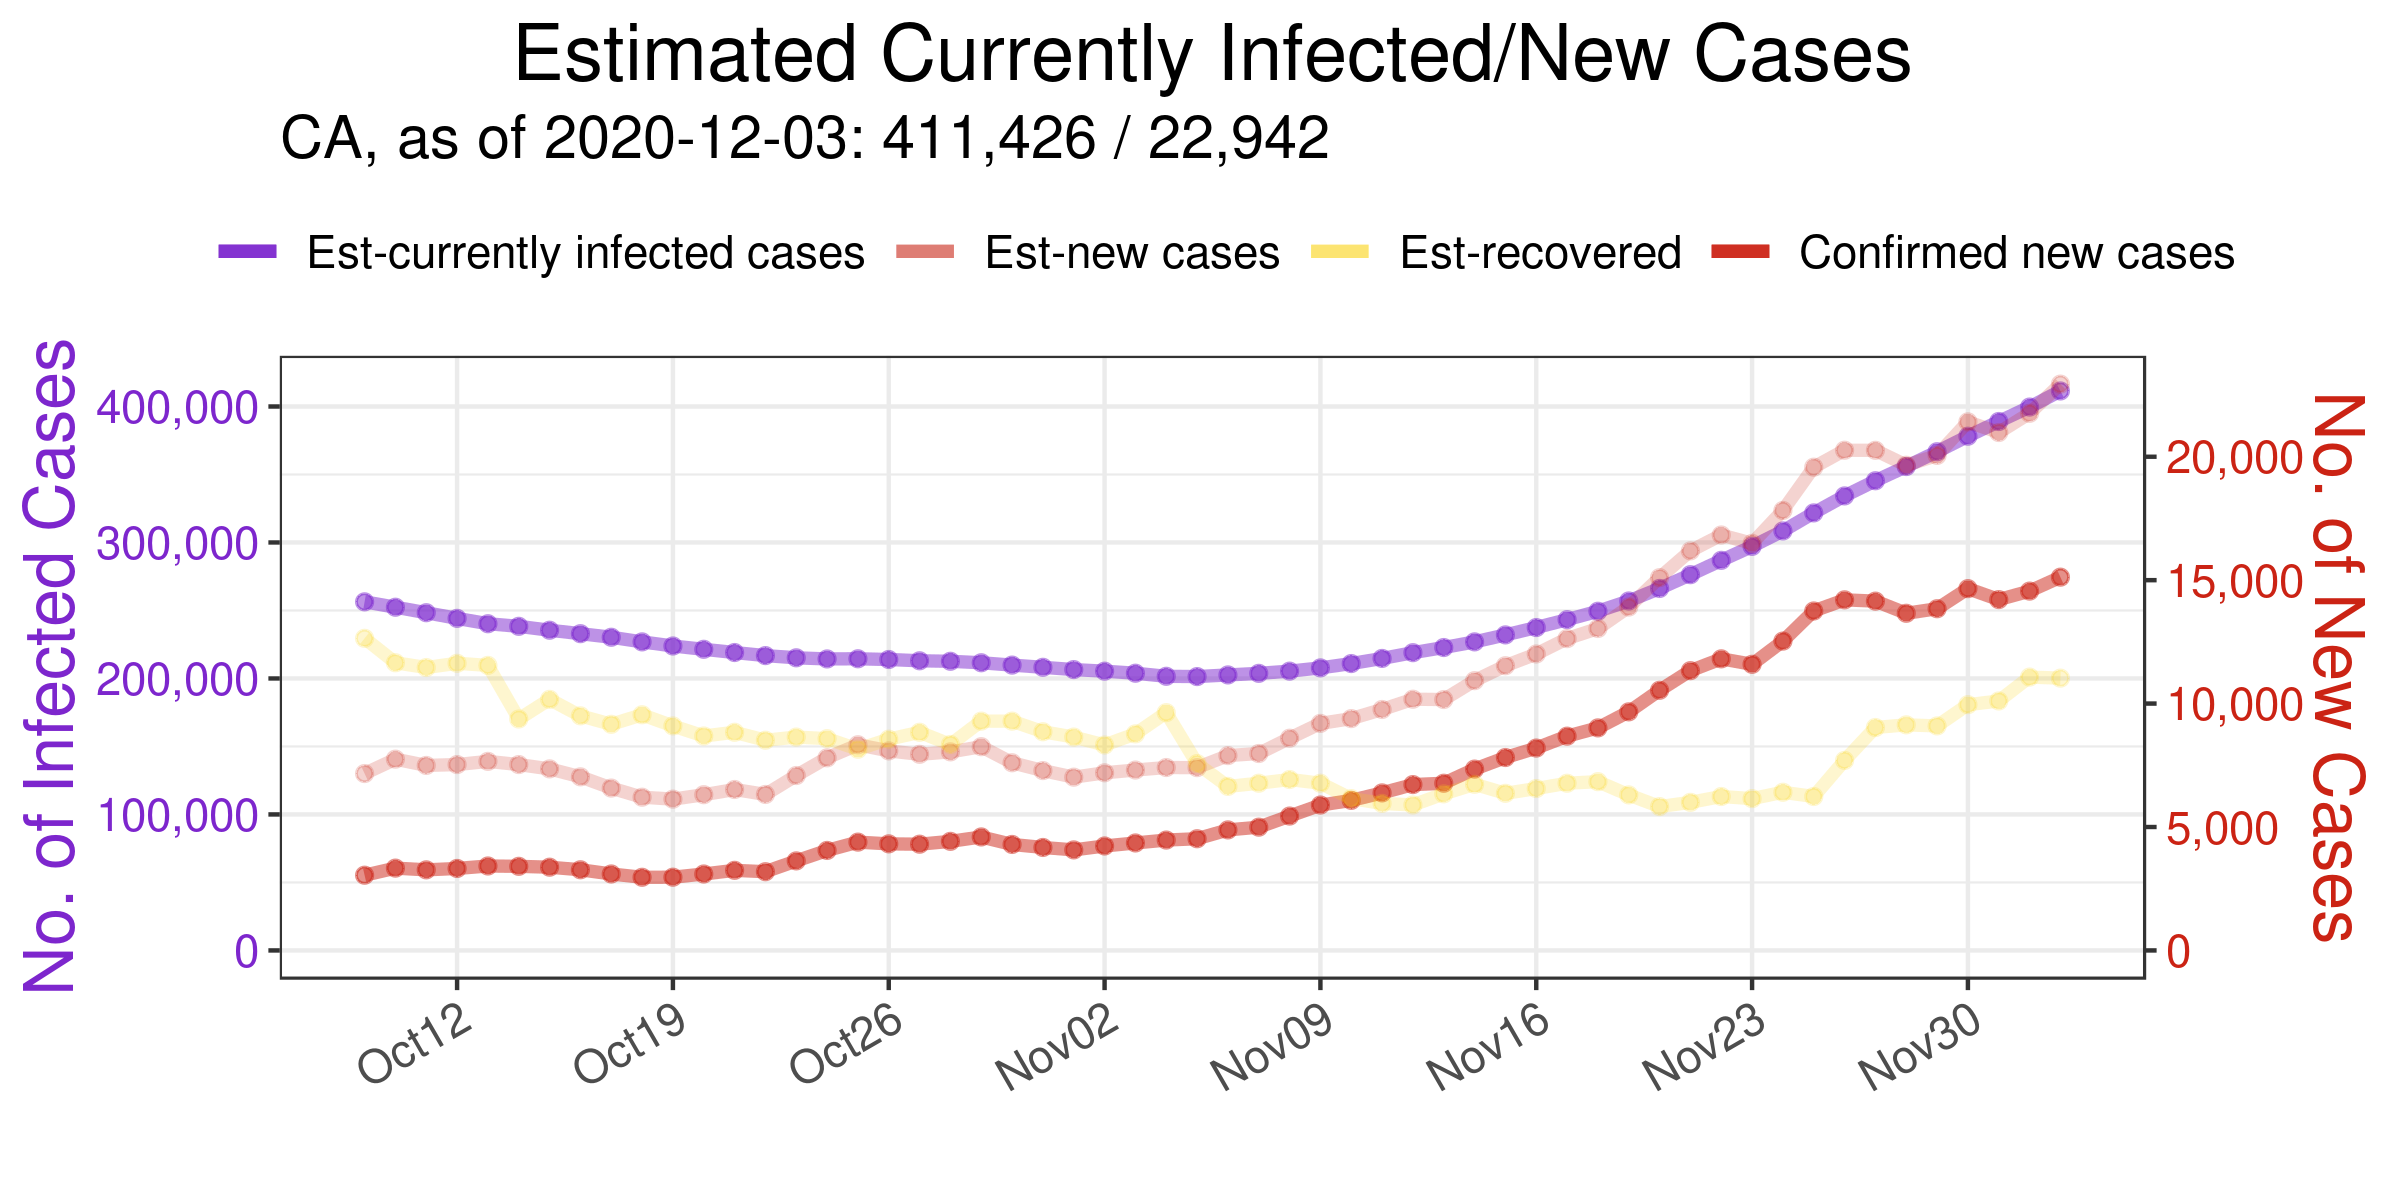 Estimated Currently Infected/New Cases
CA, as of 2020-12-03: 411,426 / 22,942
Est-currently infected cases Est-new cases Est-recovered Confirmed new cases
No. of Infected Cases
400,000
300,000
200,000
100,000
0
20,000
15,000
10,000
5,000
0
No. of New Cases
Oct12 Oct19 Oct26 Nov02 Nov09 Nov16 Nov23 Nov30